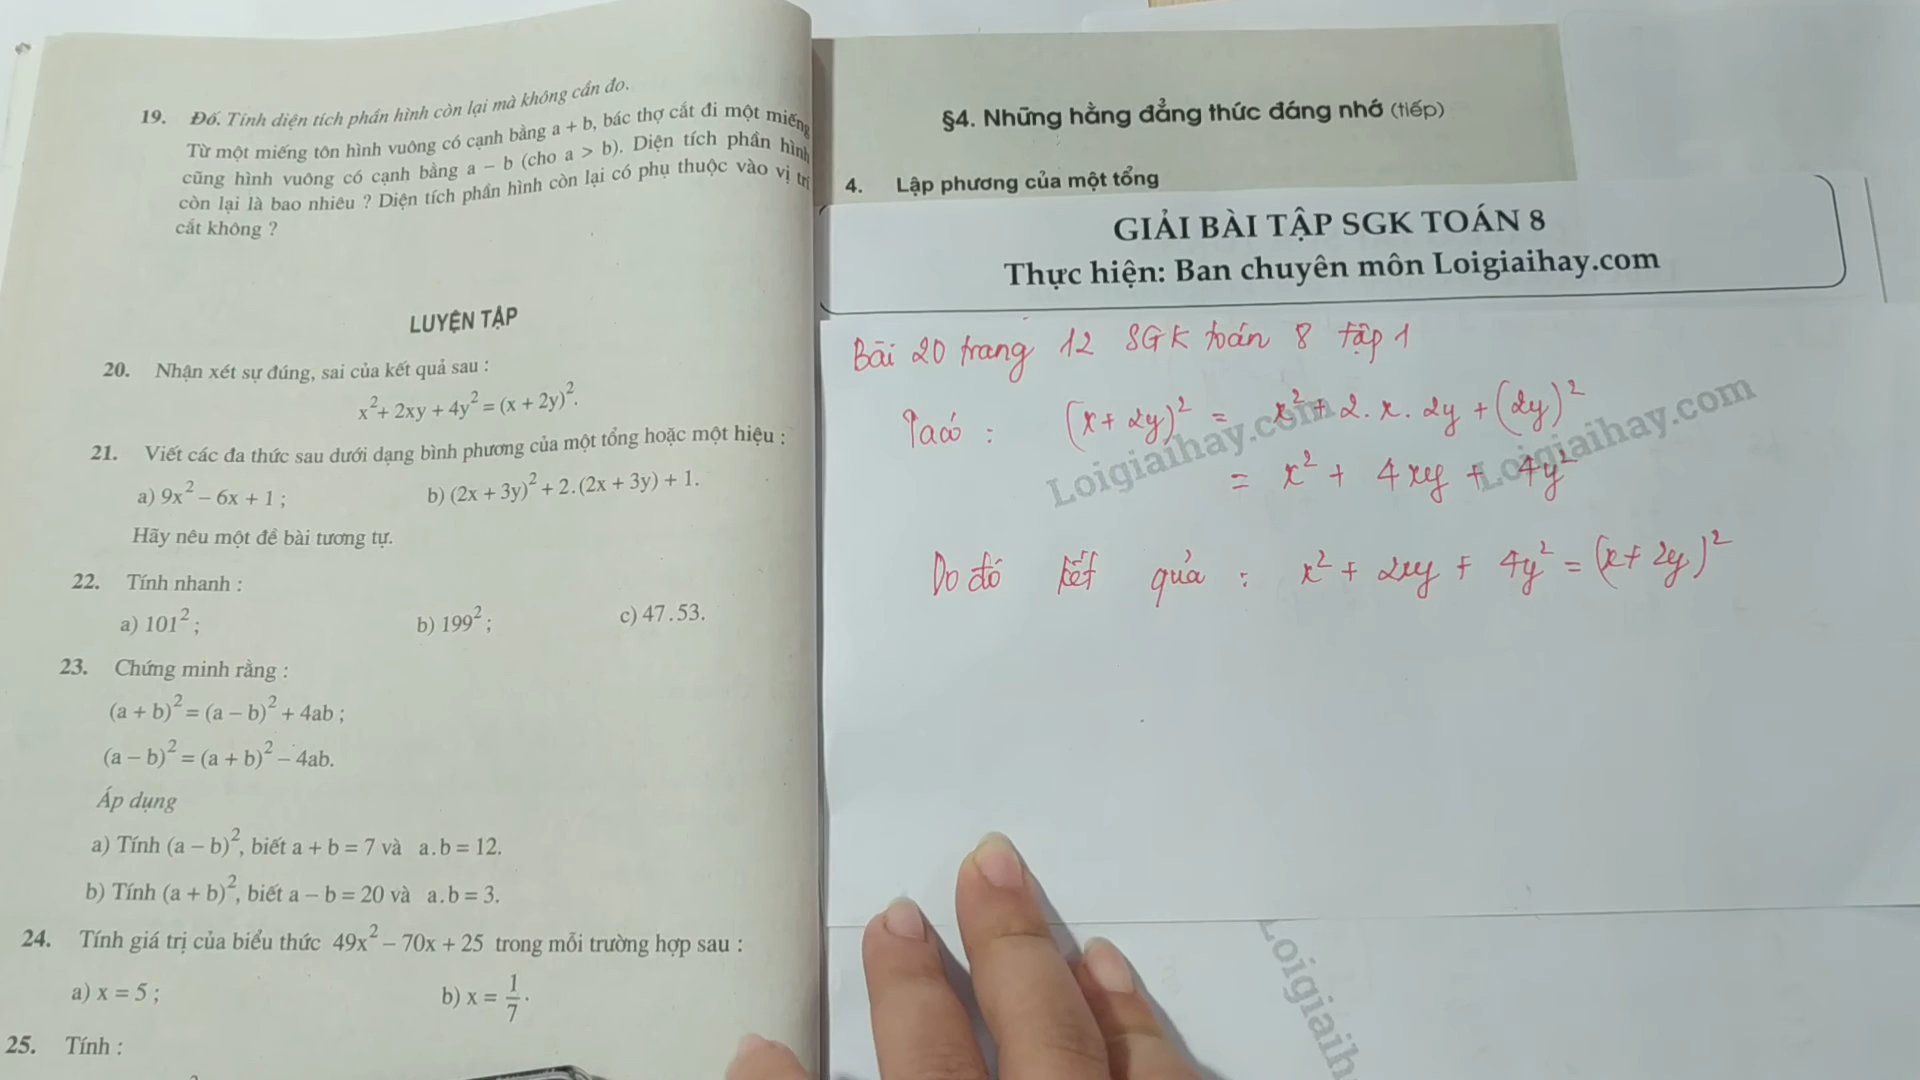 19. Đố. Tính diện tích phần hình còn lại mà không cần đo.
Từ một miếng tôn hình vuông có cạnh bằng a + b, bác thợ cắt đi một miếng
cũng hình vuông có cạnh bằng a – b (cho a > b). Diện tích phần hình
còn lại là bao nhiêu ? Diện tích phần hình còn lại có phụ thuộc vào vị trí
cắt không ?
LUYỆN TẬP
20. Nhận xét sự đúng, sai của kết quả sau :
x² + 2xy + 4y² = (x + 2y)².
21. Viết các đa thức sau dưới dạng bình phương của một tổng hoặc một hiệu :
a) 9x² – 6x + 1 ; b) (2x + 3y)² + 2.(2x + 3y) + 1.
Hãy nêu một đề bài tương tự.
22. Tính nhanh :
a) 101² ; b) 199² ; c) 47.53.
23. Chứng minh rằng :
(a + b)² = (a – b)² + 4ab ;
(a – b)² = (a + b)² – 4ab.
Áp dụng
a) Tính (a – b)², biết a + b = 7 và a.b = 12.
b) Tính (a + b)², biết a – b = 20 và a.b = 3.
24. Tính giá trị của biểu thức 49x² – 70x + 25 trong mỗi trường hợp sau :
a) x = 5 ; b) x = 1/7.
25. Tính :
§4. Những hằng đẳng thức đáng nhớ (tiếp)
4. Lập phương của một tổng
GIẢI BÀI TẬP SGK TOÁN 8
Thực hiện: Ban chuyên môn Loigiaihay.com
Bài 20 trang 12 SGK toán 8 tập 1
Ta có : (x + 2y)² = x² + 2.x.2y + (2y)²
= x² + 4xy + 4y²
Do đó kết quả : x² + 2xy + 4y² = (x + 2y)²
Loigiaihay.com
Loigiaihay.com
Loigiaih